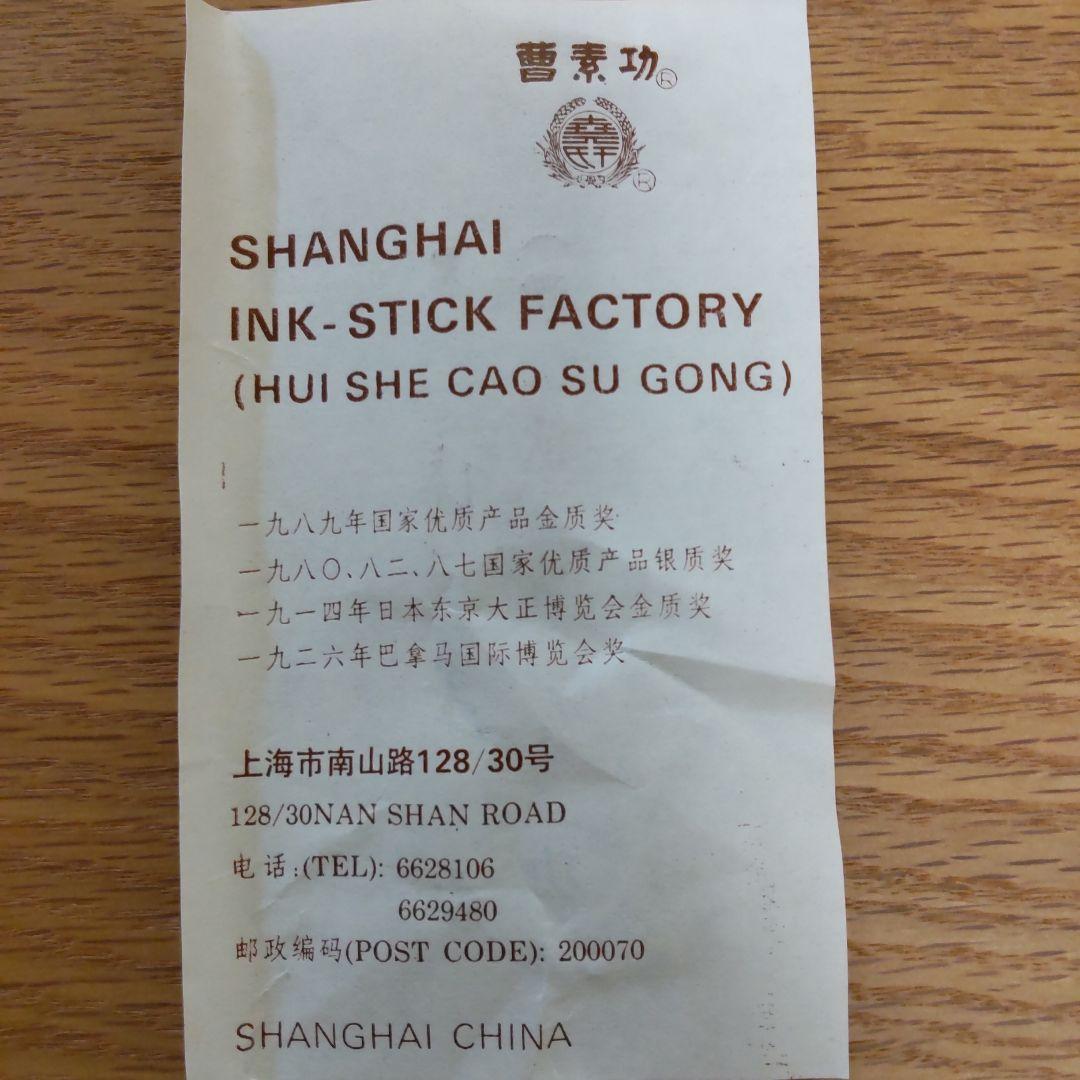 曹素功®
®
SHANGHAI
INK-STICK FACTORY
(HUI SHE CAO SU GONG)
一九八九年国家优质产品金质奖
一九八〇、八二、八七国家优质产品银质奖
一九一四年日本东京大正博览会金质奖
一九二六年巴拿马国际博览会奖
上海市南山路128/30号
128/30NAN SHAN ROAD
电话:(TEL): 6628106
6629480
邮政编码(POST CODE): 200070
SHANGHAI CHINA